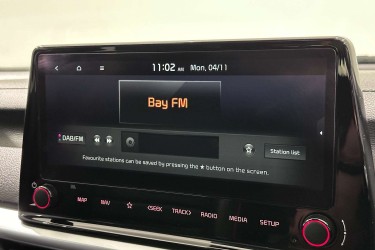 11:02 AM Mon, 04/11
Bay FM
DAB/FM
Station list
Favourite stations can be saved by pressing the ★ button on the screen.
MAP NAV ☆ <SEEK TRACK> RADIO MEDIA SETUP